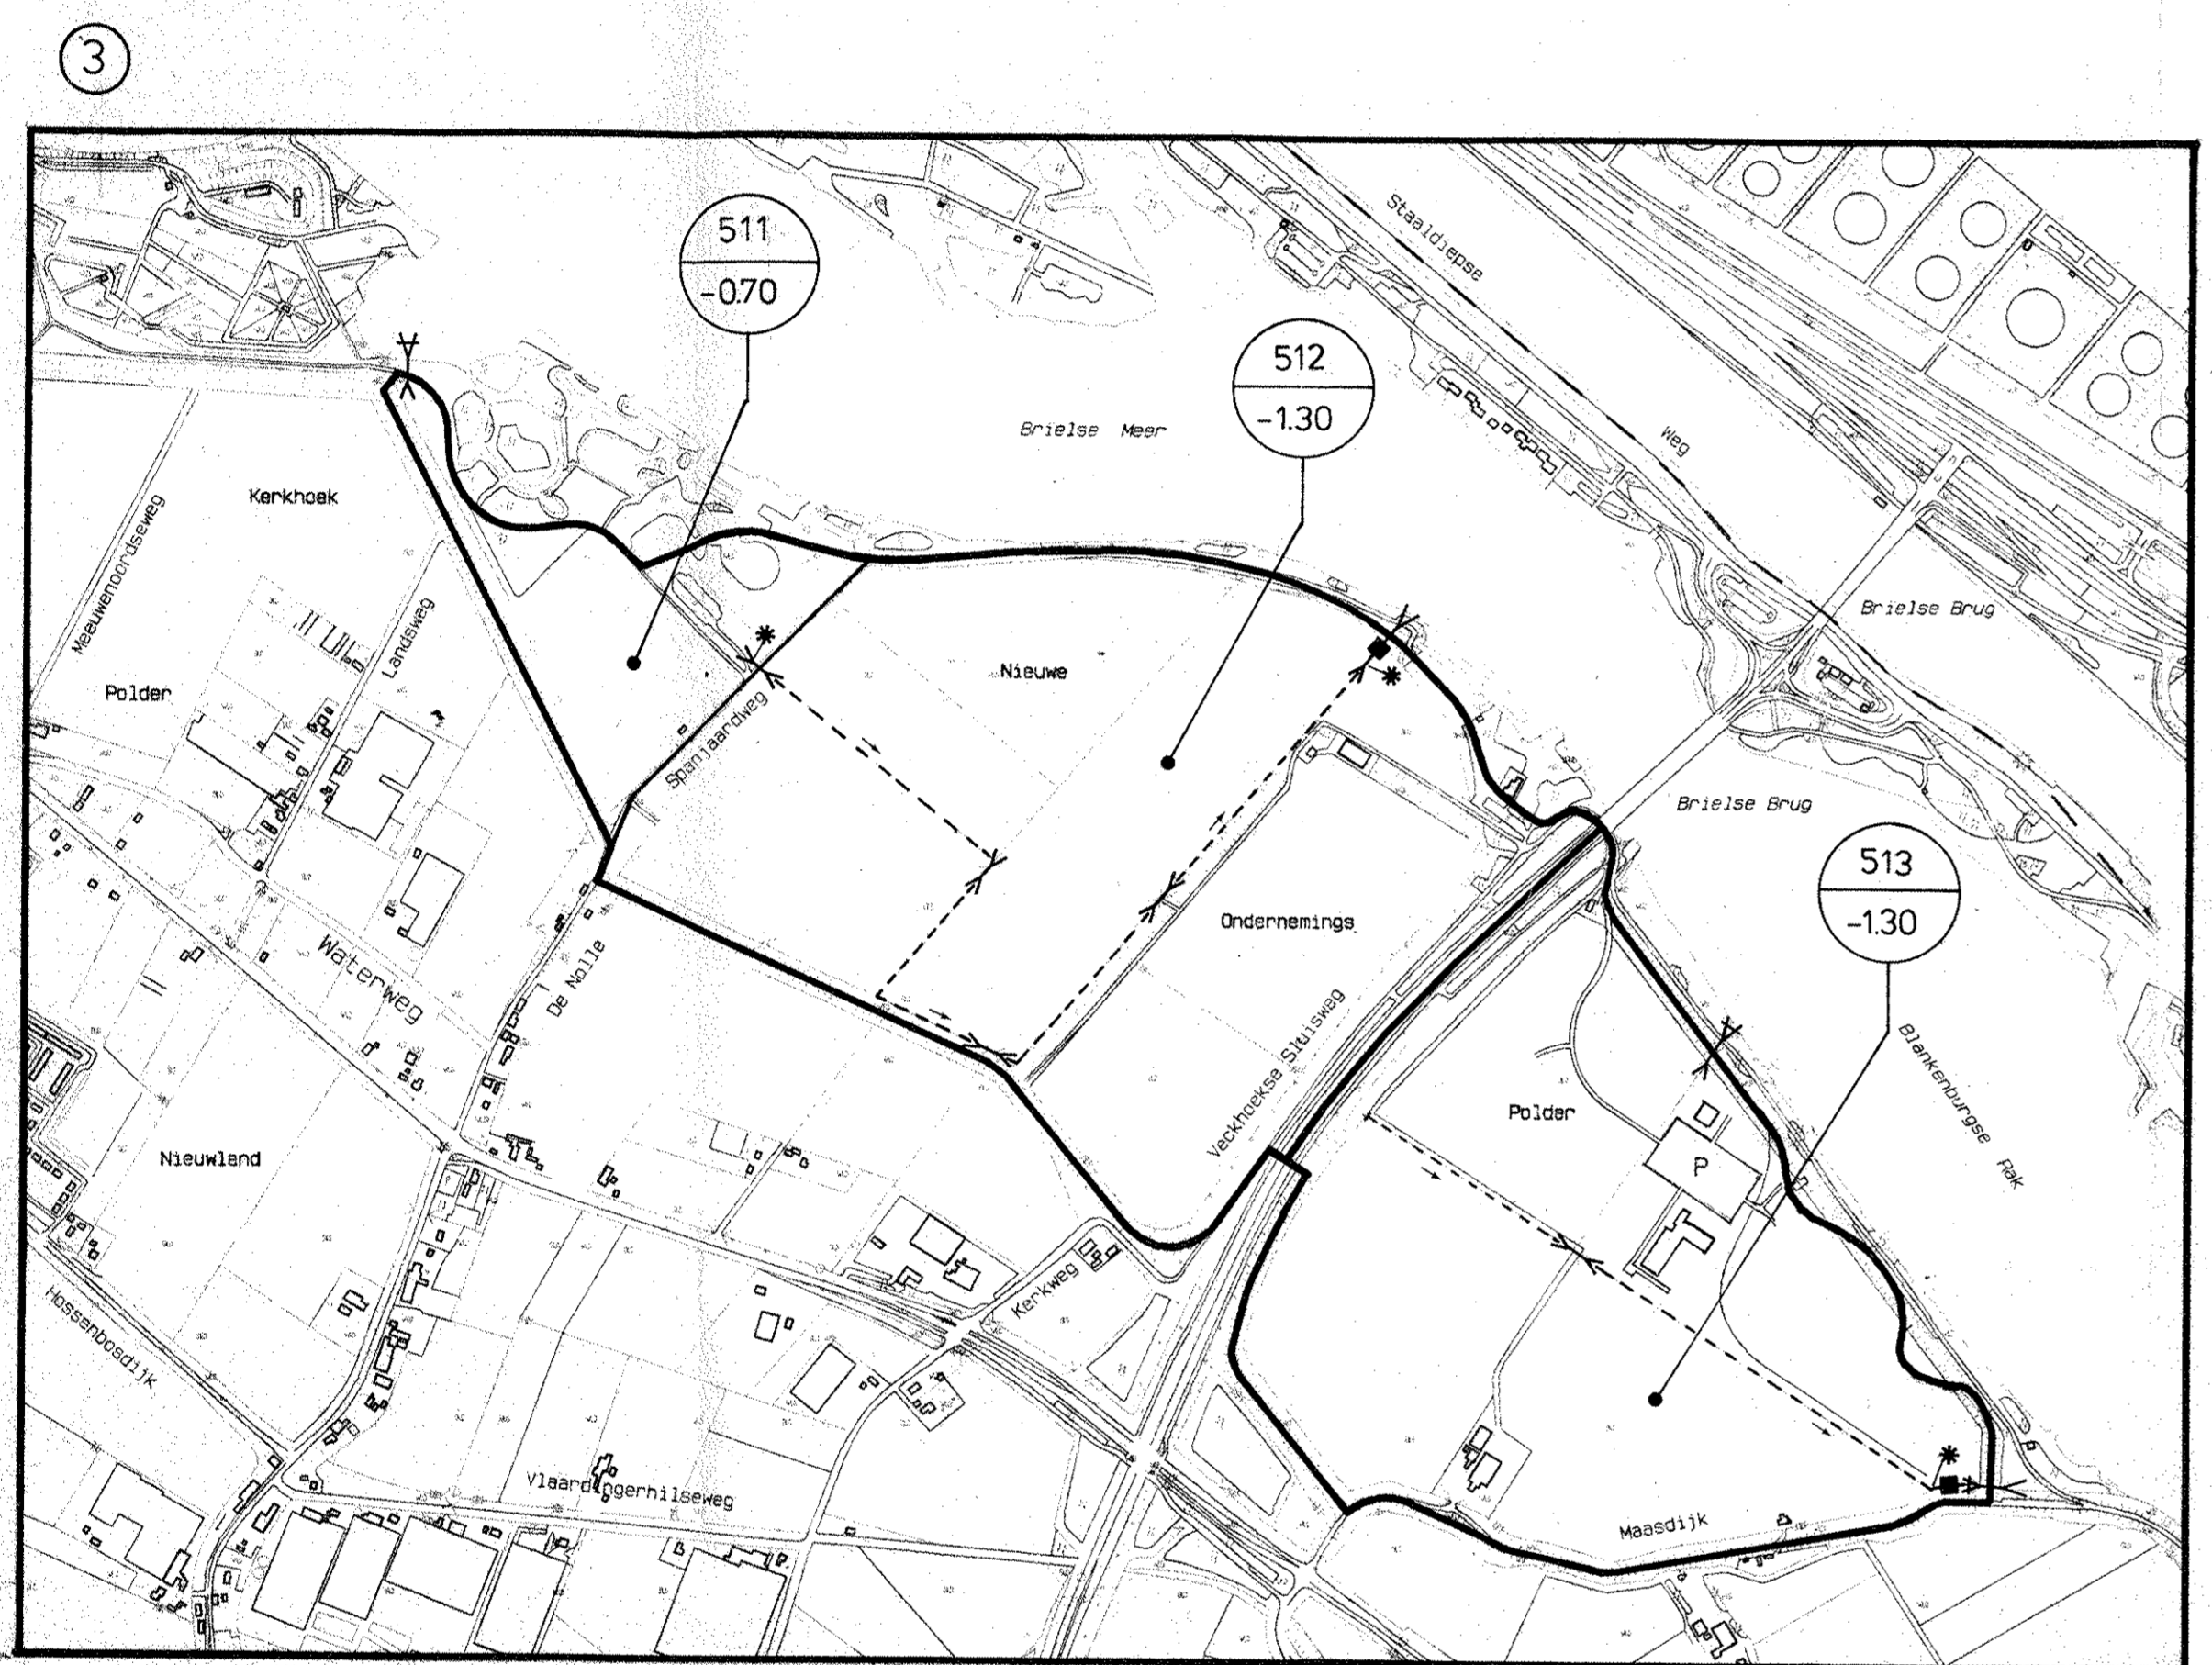 3
511
-0.70
512
-1.30
Staaldiepse
Weg
Brielse Meer
Kerkhoek
Meeuwenoordseweg
Landsweg
Polder
Nieuwe
Spanjaardweg
Brielse Brug
Brielse Brug
513
-1.30
Ondernemings
Waterweg
De Nolle
Veckhoekse Sluisweg
Blankenburgse Rak
Polder
P
Nieuwland
Hossenbosdijk
Kerkweg
Vlaardingerhilseweg
Maasdijk